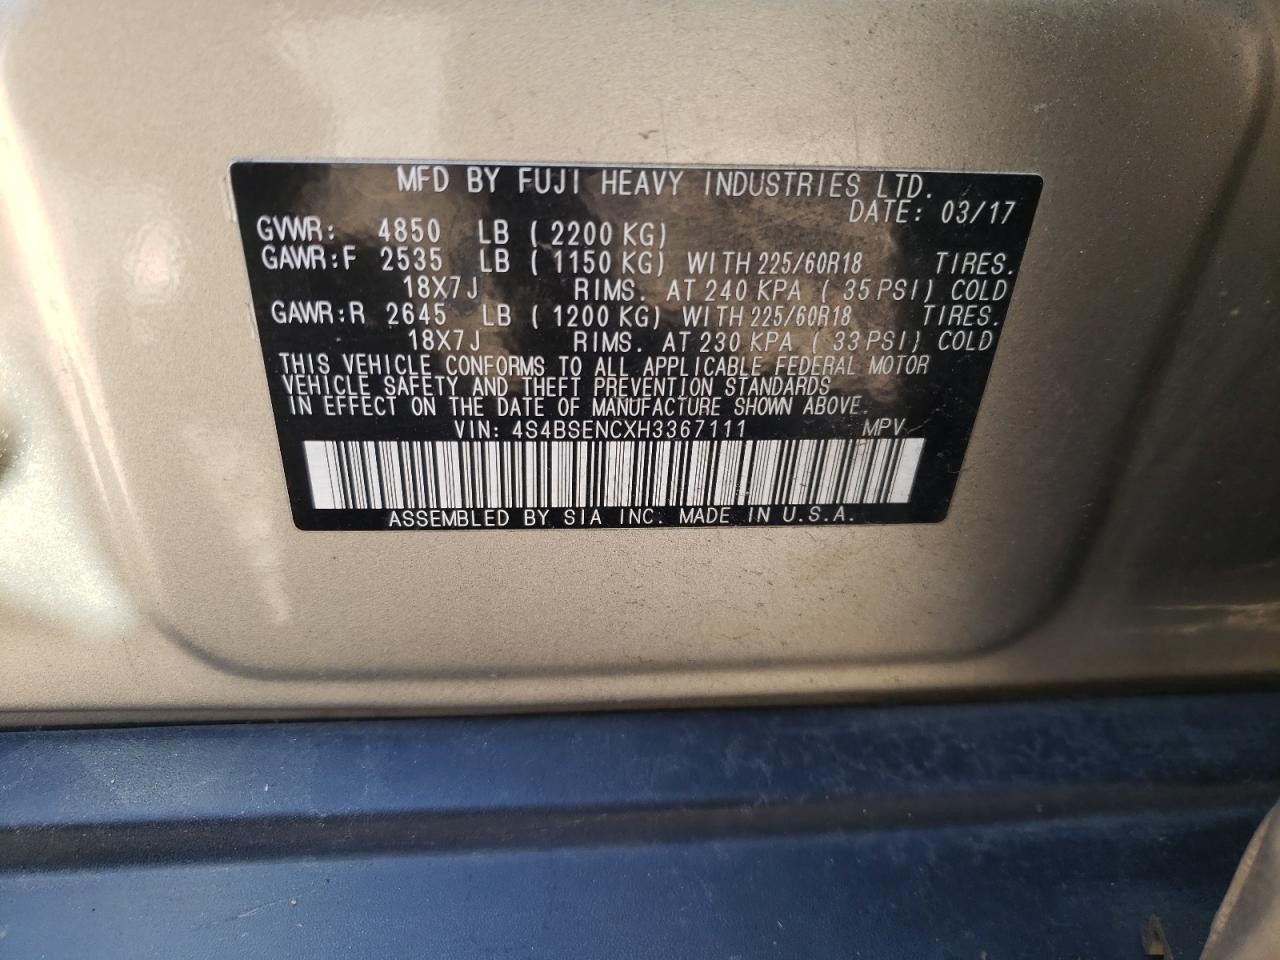 MFD BY FUJI HEAVY INDUSTRIES LTD.
DATE: 03/17
GVWR: 4850 LB ( 2200 KG)
GAWR:F 2535 LB ( 1150 KG) WITH 225/60R18 TIRES.
18X7J RIMS. AT 240 KPA ( 35 PSI) COLD
GAWR:R 2645 LB ( 1200 KG) WITH 225/60R18 TIRES.
18X7J RIMS. AT 230 KPA ( 33 PSI) COLD
THIS VEHICLE CONFORMS TO ALL APPLICABLE FEDERAL MOTOR
VEHICLE SAFETY AND THEFT PREVENTION STANDARDS
IN EFFECT ON THE DATE OF MANUFACTURE SHOWN ABOVE.
VIN: 4S4BSENCXH3367111 MPV
ASSEMBLED BY SIA INC. MADE IN U.S.A.